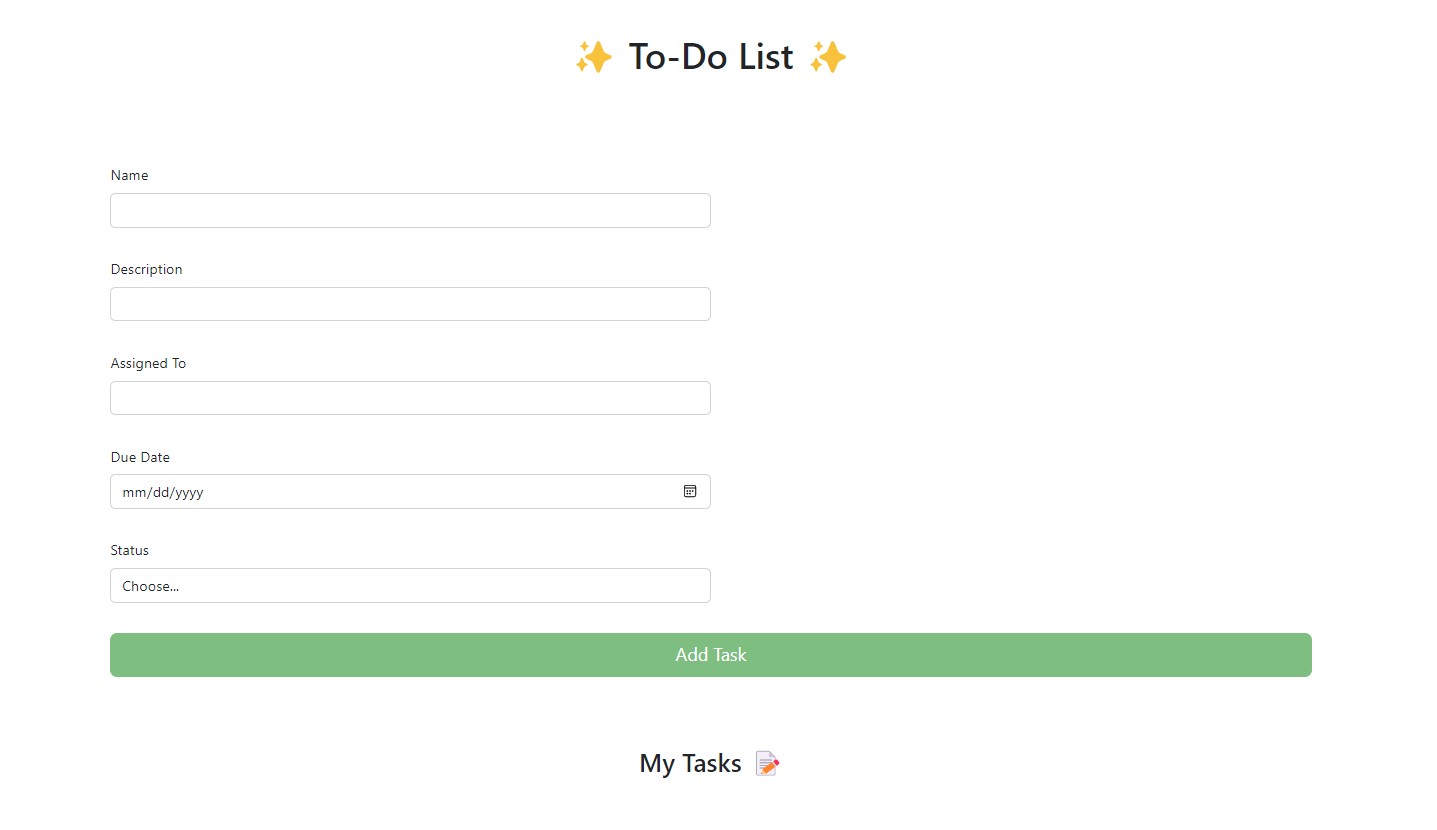 ✨ To-Do List ✨
Name
Description
Assigned To
Due Date
mm/dd/yyyy
Status
Choose...
Add Task
My Tasks 📝